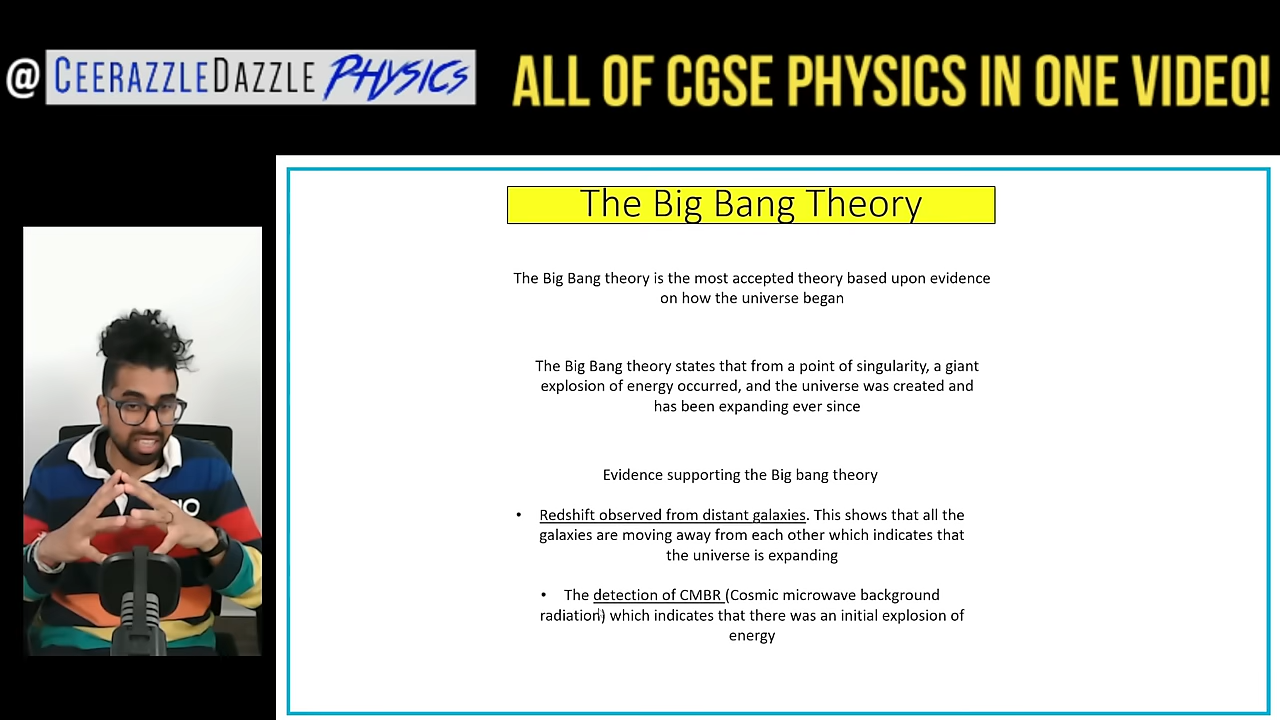 @ CEERAZZLEDAZZLE PHYSICS
ALL OF CGSE PHYSICS IN ONE VIDEO!
The Big Bang Theory
The Big Bang theory is the most accepted theory based upon evidence
on how the universe began
The Big Bang theory states that from a point of singularity, a giant
explosion of energy occurred, and the universe was created and
has been expanding ever since
Evidence supporting the Big bang theory
• Redshift observed from distant galaxies. This shows that all the
galaxies are moving away from each other which indicates that
the universe is expanding
• The detection of CMBR (Cosmic microwave background
radiation) which indicates that there was an initial explosion of
energy